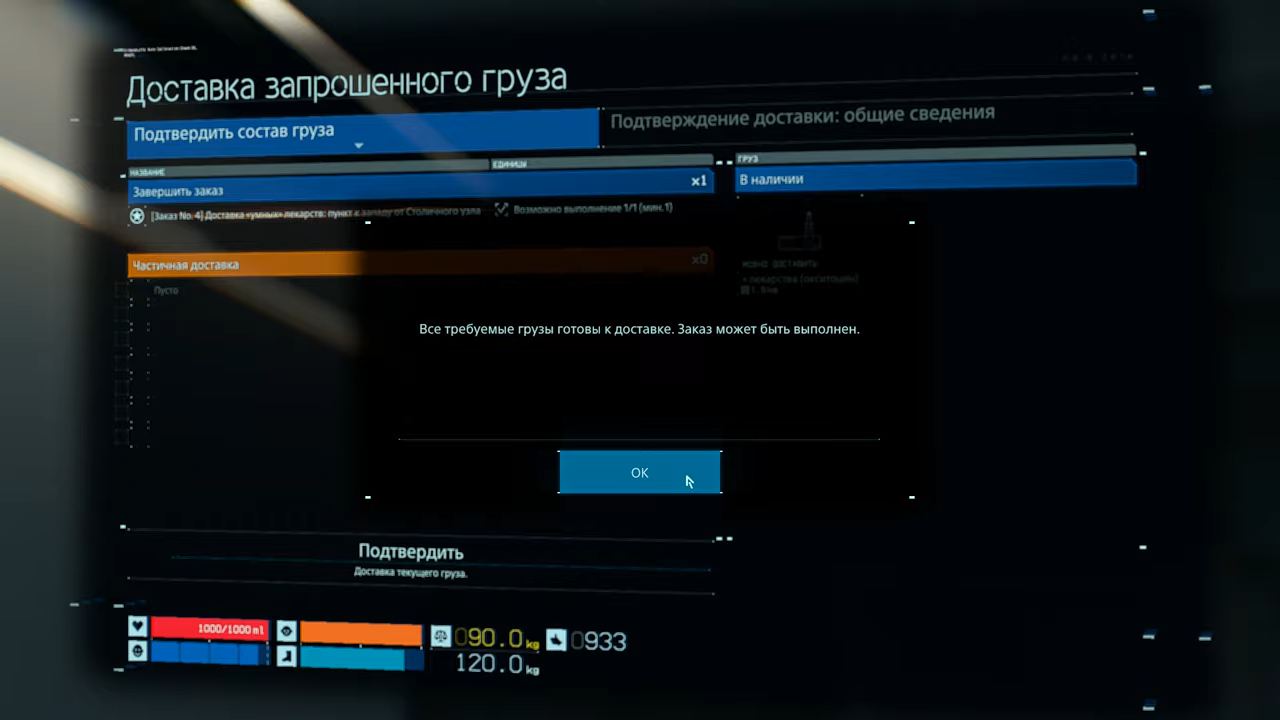 Доставка запрошенного груза
Подтвердить состав груза
Подтверждение доставки: общие сведения
НАЗВАНИЕ
ЕДИНИЦЫ
ГРУЗ
Завершить заказ
x1
В наличии
[Заказ No. 4] Доставка «умных» лекарств: пункт к западу от Столичного узла
Возможно выполнение 1/1 (мин.1)
Частичная доставка
x0
Пусто
МОЖНО ДОСТАВИТЬ
Все требуемые грузы готовы к доставке. Заказ может быть выполнен.
OK
Подтвердить
Доставка текущего груза.
1000/1000 ml
090.0 kg
0933
120.0 kg